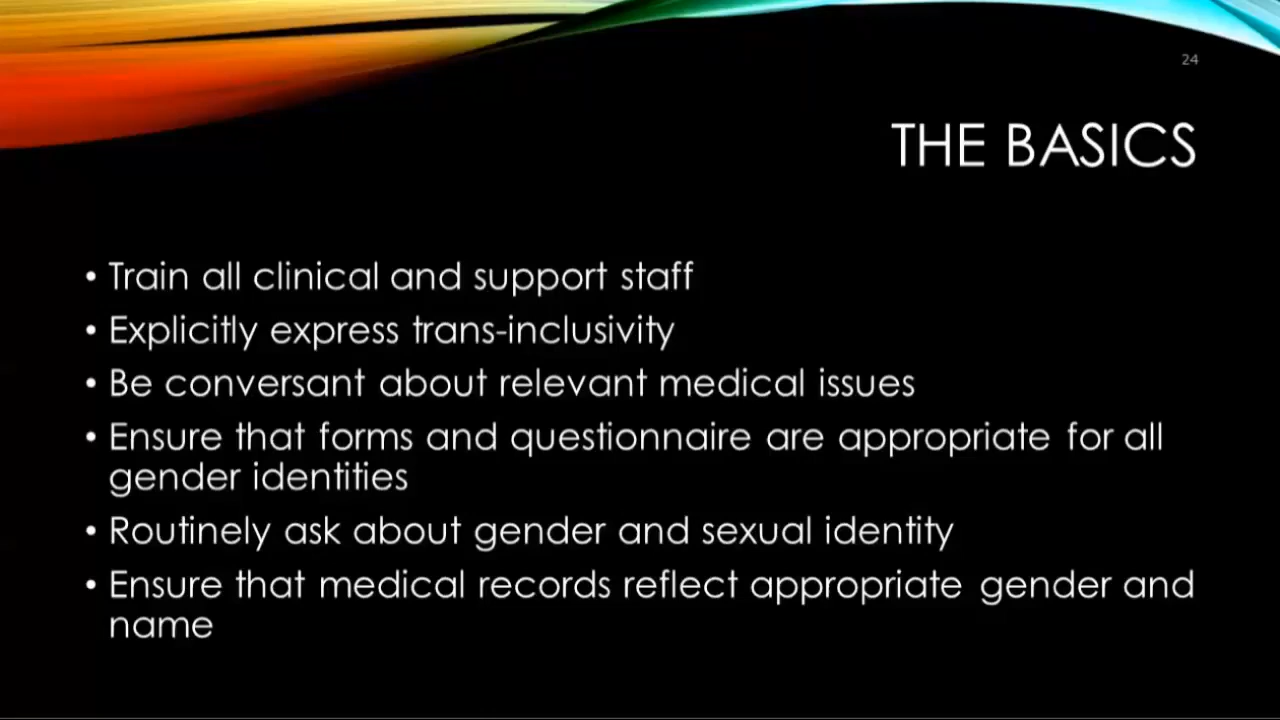 24
THE BASICS
• Train all clinical and support staff
• Explicitly express trans-inclusivity
• Be conversant about relevant medical issues
• Ensure that forms and questionnaire are appropriate for all
gender identities
• Routinely ask about gender and sexual identity
• Ensure that medical records reflect appropriate gender and
name